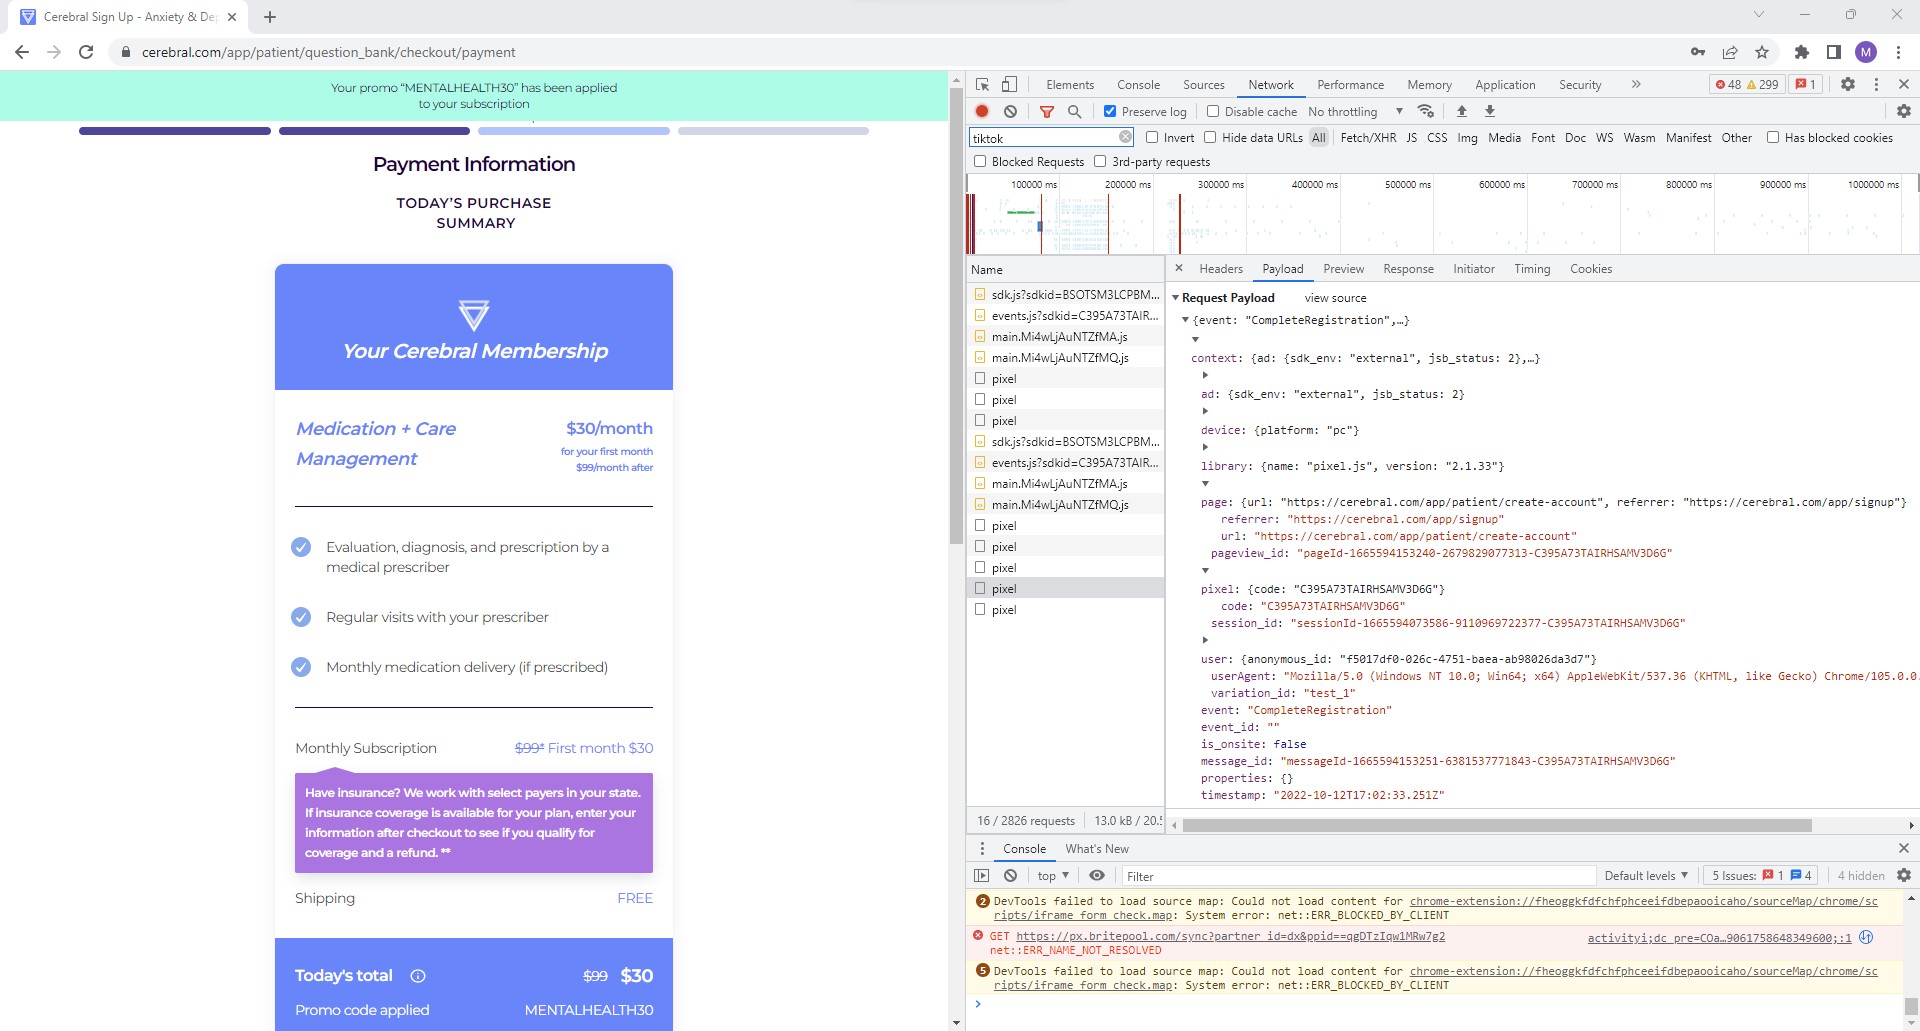 Cerebral Sign Up - Anxiety & De
cerebral.com/app/patient/question_bank/checkout/payment
M
Your promo “MENTALHEALTH30” has been applied
to your subscription
Payment Information
TODAY’S PURCHASE
SUMMARY
Your Cerebral Membership
Medication + Care
Management
$30/month
for your first month
$99/month after
Evaluation, diagnosis, and prescription by a
medical prescriber
Regular visits with your prescriber
Monthly medication delivery (if prescribed)
Monthly Subscription $99* First month $30
Have insurance? We work with select payers in your state.
If insurance coverage is available for your plan, enter your
information after checkout to see if you qualify for
coverage and a refund. **
Shipping FREE
Today's total $99 $30
Promo code applied MENTALHEALTH30
Elements Console Sources Network Performance Memory Application Security 48 299 1
Preserve log Disable cache No throttling
tiktok Invert Hide data URLs All Fetch/XHR JS CSS Img Media Font Doc WS Wasm Manifest Other Has blocked cookies
Blocked Requests 3rd-party requests
100000 ms 200000 ms 300000 ms 400000 ms 500000 ms 600000 ms 700000 ms 800000 ms 900000 ms 1000000 ms
Name
sdk.js?sdkid=BSOTSM3LCPBM...
events.js?sdkid=C395A73TAIR...
main.Mi4wLjAuNTZfMA.js
main.Mi4wLjAuNTZfMQ.js
pixel
pixel
pixel
sdk.js?sdkid=BSOTSM3LCPBM...
events.js?sdkid=C395A73TAIR...
main.Mi4wLjAuNTZfMA.js
main.Mi4wLjAuNTZfMQ.js
pixel
pixel
pixel
pixel
pixel
16 / 2826 requests 13.0 kB / 20.5
Headers Payload Preview Response Initiator Timing Cookies
Request Payload view source
{event: "CompleteRegistration",…}
context: {ad: {sdk_env: "external", jsb_status: 2},…}
ad: {sdk_env: "external", jsb_status: 2}
device: {platform: "pc"}
library: {name: "pixel.js", version: "2.1.33"}
page: {url: "https://cerebral.com/app/patient/create-account", referrer: "https://cerebral.com/app/signup"}
referrer: "https://cerebral.com/app/signup"
url: "https://cerebral.com/app/patient/create-account"
pageview_id: "pageId-1665594153240-2679829077313-C395A73TAIRHSAMV3D6G"
pixel: {code: "C395A73TAIRHSAMV3D6G"}
code: "C395A73TAIRHSAMV3D6G"
session_id: "sessionId-1665594073586-9110969722377-C395A73TAIRHSAMV3D6G"
user: {anonymous_id: "f5017df0-026c-4751-baea-ab98026da3d7"}
userAgent: "Mozilla/5.0 (Windows NT 10.0; Win64; x64) AppleWebKit/537.36 (KHTML, like Gecko) Chrome/105.0.0.
variation_id: "test_1"
event: "CompleteRegistration"
event_id: ""
is_onsite: false
message_id: "messageId-1665594153251-6381537771843-C395A73TAIRHSAMV3D6G"
properties: {}
timestamp: "2022-10-12T17:02:33.251Z"
Console What's New
top Filter Default levels 5 Issues: 1 4 4 hidden
2 DevTools failed to load source map: Could not load content for chrome-extension://fheoggkfdfchfphceeifdbepaooicaho/sourceMap/chrome/sc
ripts/iframe_form_check.map: System error: net::ERR_BLOCKED_BY_CLIENT
GET https://px.britepool.com/sync?partner_id=dx&ppid==qgDTzIqw1MRw7g2 activityi;dc_pre=COa…9061758648349600;:1
net::ERR_NAME_NOT_RESOLVED
5 DevTools failed to load source map: Could not load content for chrome-extension://fheoggkfdfchfphceeifdbepaooicaho/sourceMap/chrome/sc
ripts/iframe_form_check.map: System error: net::ERR_BLOCKED_BY_CLIENT